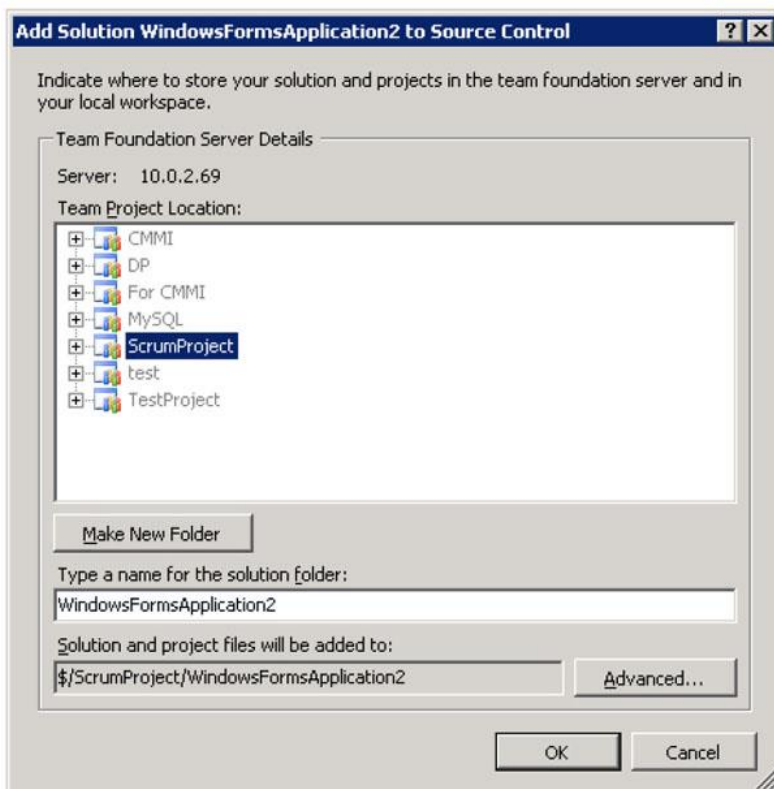 Add Solution WindowsFormsApplication2 to Source Control
Indicate where to store your solution and projects in the team foundation server and in
your local workspace.
Team Foundation Server Details
Server: 10.0.2.69
Team Project Location:
CMMI
DP
For CMMI
MySQL
ScrumProject
test
TestProject
Make New Folder
Type a name for the solution folder:
WindowsFormsApplication2
Solution and project files will be added to:
$/ScrumProject/WindowsFormsApplication2
Advanced...
OK Cancel